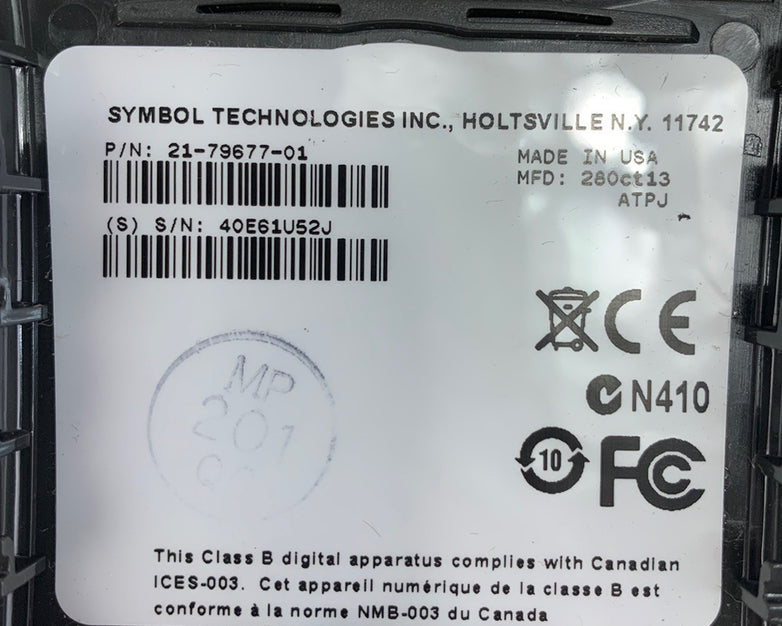 SYMBOL TECHNOLOGIES INC., HOLTSVILLE N.Y. 11742
P/N: 21-79677-01
MADE IN USA
MFD: 28Oct13
ATPJ
(S) S/N: 40E61U52J
CE
N410
10
FC
MP
201
This Class B digital apparatus complies with Canadian
ICES-003. Cet appareil numérique de la classe B est
conforme à la norme NMB-003 du Canada